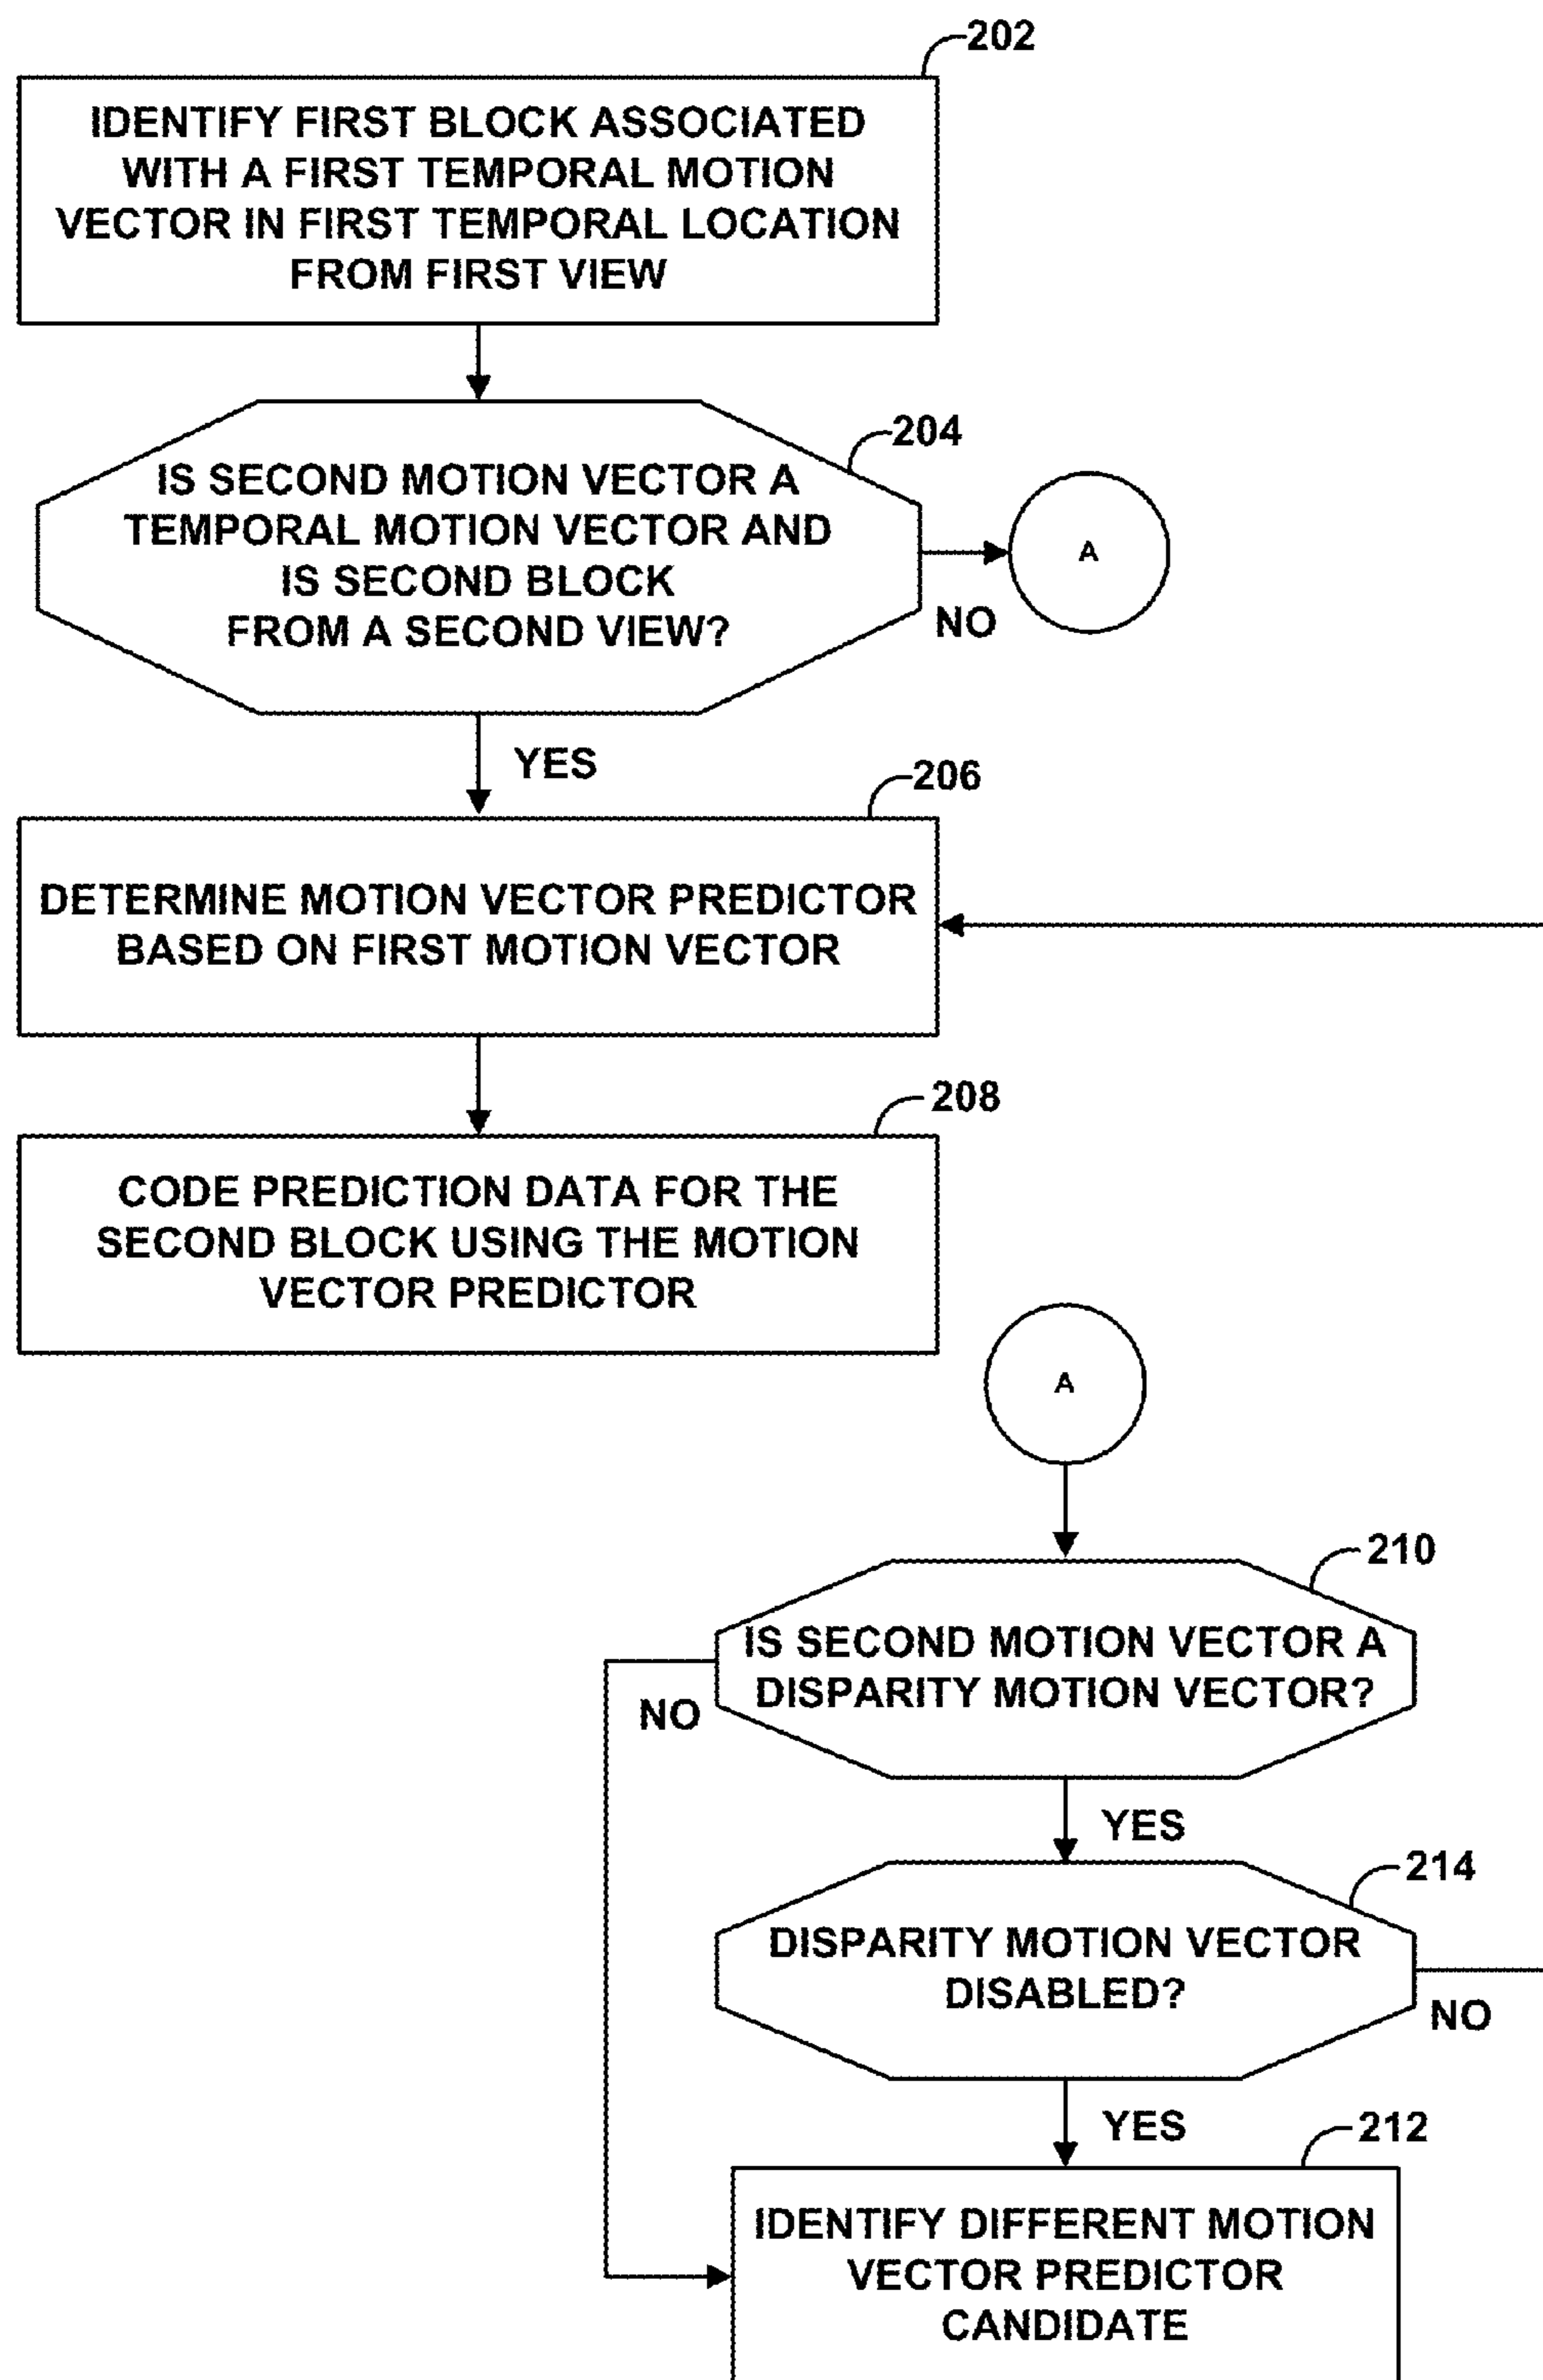 202
IDENTIFY FIRST BLOCK ASSOCIATED
WITH A FIRST TEMPORAL MOTION
VECTOR IN FIRST TEMPORAL LOCATION
FROM FIRST VIEW
204
IS SECOND MOTION VECTOR A
TEMPORAL MOTION VECTOR AND
IS SECOND BLOCK
FROM A SECOND VIEW?
A
NO
YES
206
DETERMINE MOTION VECTOR PREDICTOR
BASED ON FIRST MOTION VECTOR
208
CODE PREDICTION DATA FOR THE
SECOND BLOCK USING THE MOTION
VECTOR PREDICTOR
A
210
IS SECOND MOTION VECTOR A
DISPARITY MOTION VECTOR?
NO
YES
214
DISPARITY MOTION VECTOR
DISABLED?
NO
YES
212
IDENTIFY DIFFERENT MOTION
VECTOR PREDICTOR
CANDIDATE